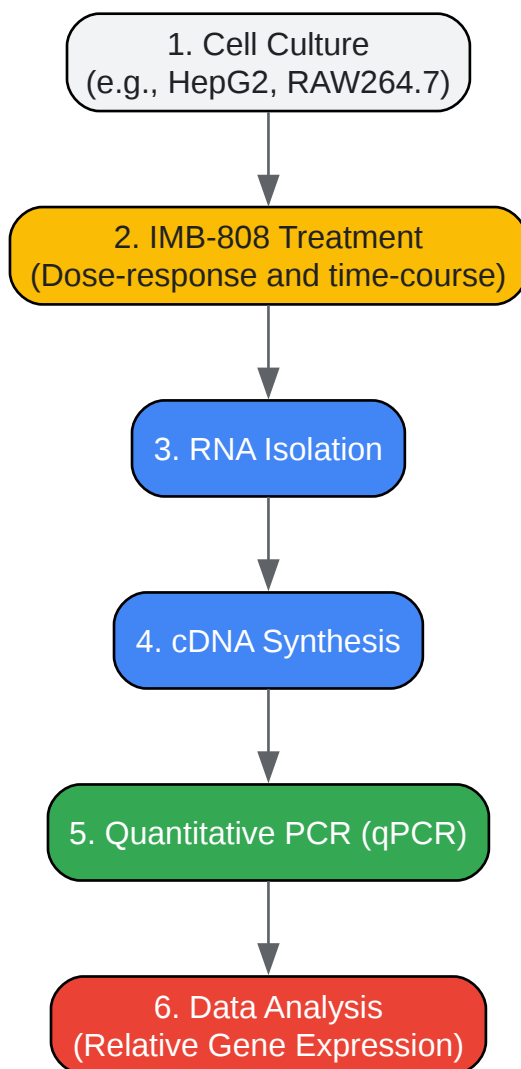 1. Cell Culture
(e.g., HepG2, RAW264.7)
2. IMB-808 Treatment
(Dose-response and time-course)
3. RNA Isolation
4. cDNA Synthesis
5. Quantitative PCR (qPCR)
6. Data Analysis
(Relative Gene Expression)